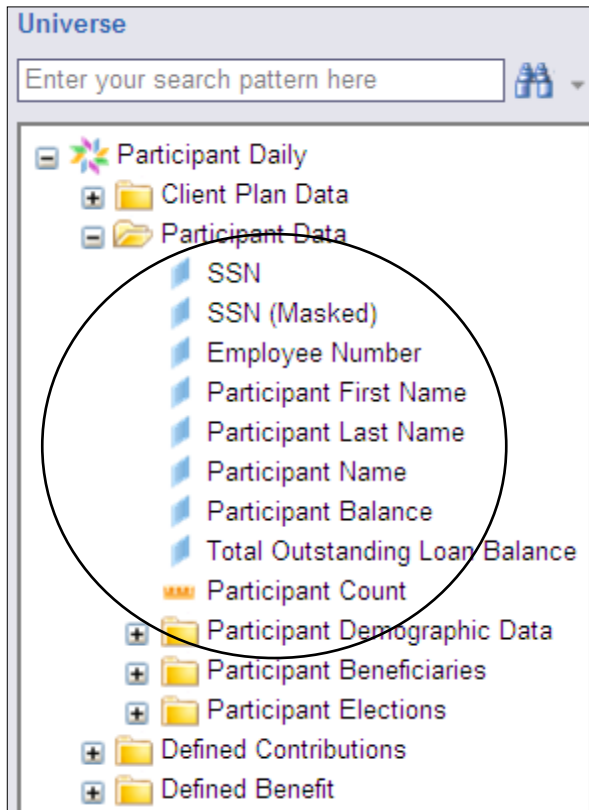 Universe
Enter your search pattern here
Participant Daily
Client Plan Data
Participant Data
SSN
SSN (Masked)
Employee Number
Participant First Name
Participant Last Name
Participant Name
Participant Balance
Total Outstanding Loan Balance
Participant Count
Participant Demographic Data
Participant Beneficiaries
Participant Elections
Defined Contributions
Defined Benefit